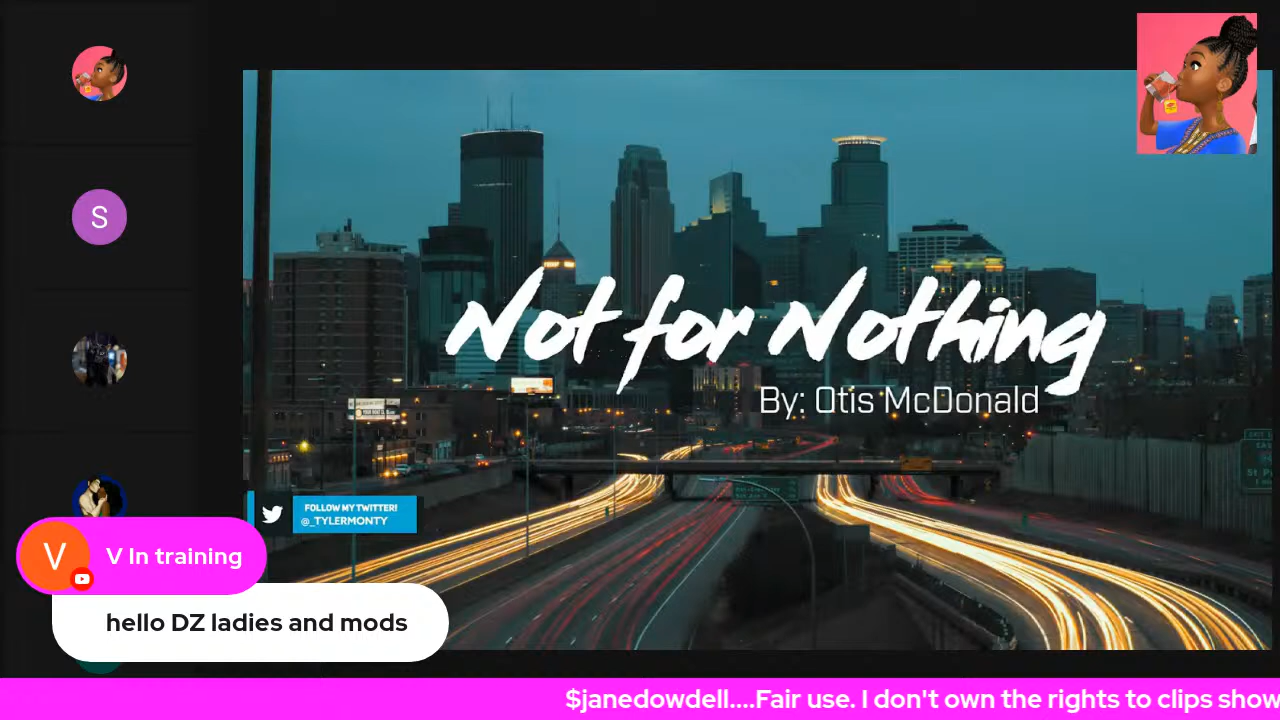 S
Not for Nothing
By: Otis McDonald
FOLLOW MY TWITTER!
@_TYLERMONTY
V
V In training
hello DZ ladies and mods
$janedowdell....Fair use. I don't own the rights to clips show